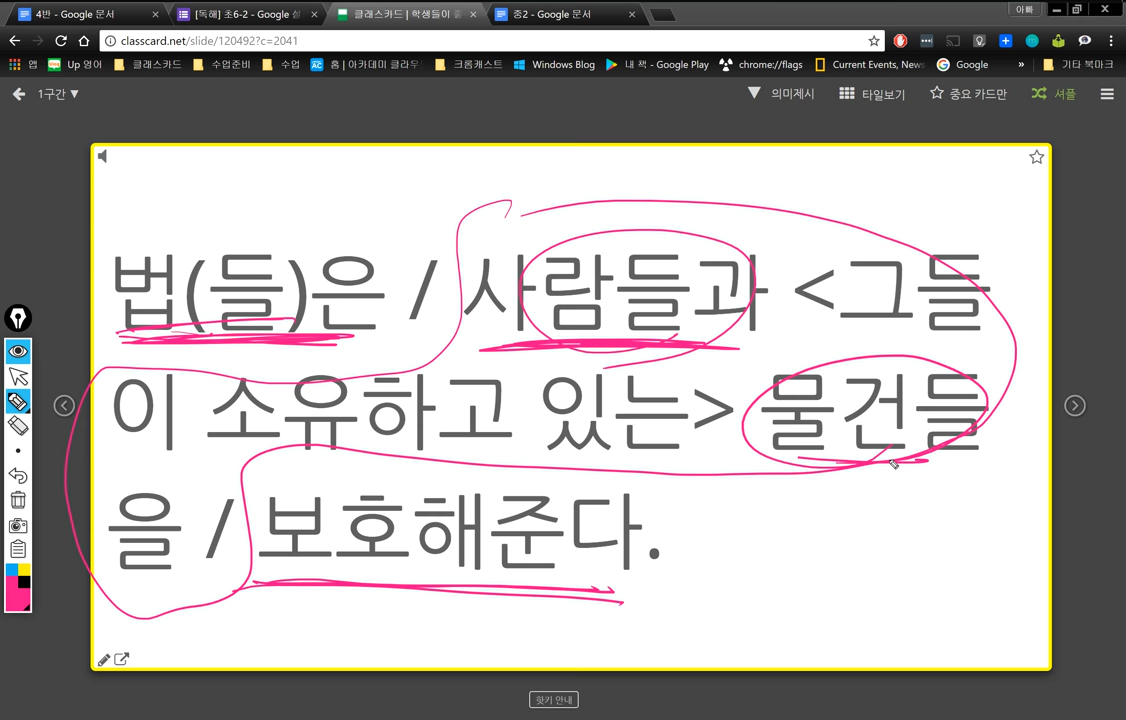 4반 - Google 문서
[독해] 초6-2 - Google 설
클래스카드 | 학생들이 좋
중2 - Google 문서
아빠
classcard.net/slide/120492?c=2041
앱 Up 영어 클래스카드 수업준비 수업 홈 | 아카데미 클라우 크롬캐스트 Windows Blog 내 책 - Google Play chrome://flags Current Events, News Google » 기타 북마크
1구간 ▼ ▼ 의미제시 타일보기 중요 카드만 셔플
법(들)은 / 사람들과 <그들
이 소유하고 있는> 물건들
을 / 보호해준다.
핫키 안내